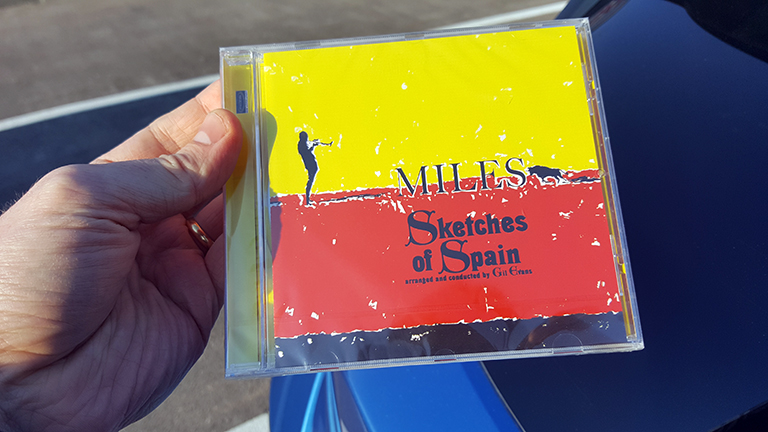 MILES
Sketches
of Spain
arranged and conducted by Gil Evans